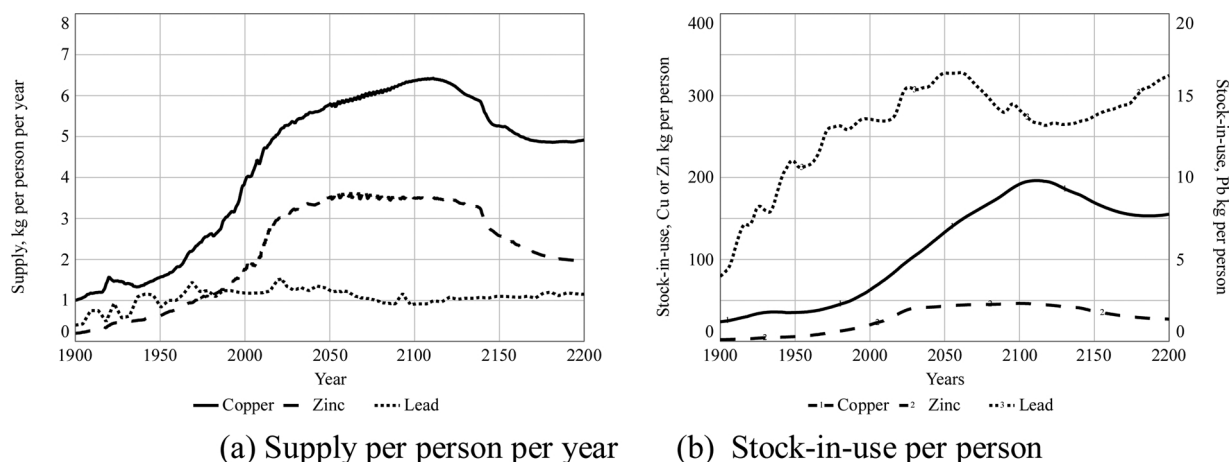 8
7
6
5
4
3
2
1
0
Supply, kg per person per year
1900 1950 2000 2050 2100 2150 2200
Year
Copper Zinc Lead
(a) Supply per person per year
400
300
200
100
0
Stock-in-use, Cu or Zn kg per person
20
15
10
5
0
Stock-in-use, Pb kg per person
1900 1950 2000 2050 2100 2150 2200
Years
1 Copper 2 Zinc 3 Lead
(b) Stock-in-use per person